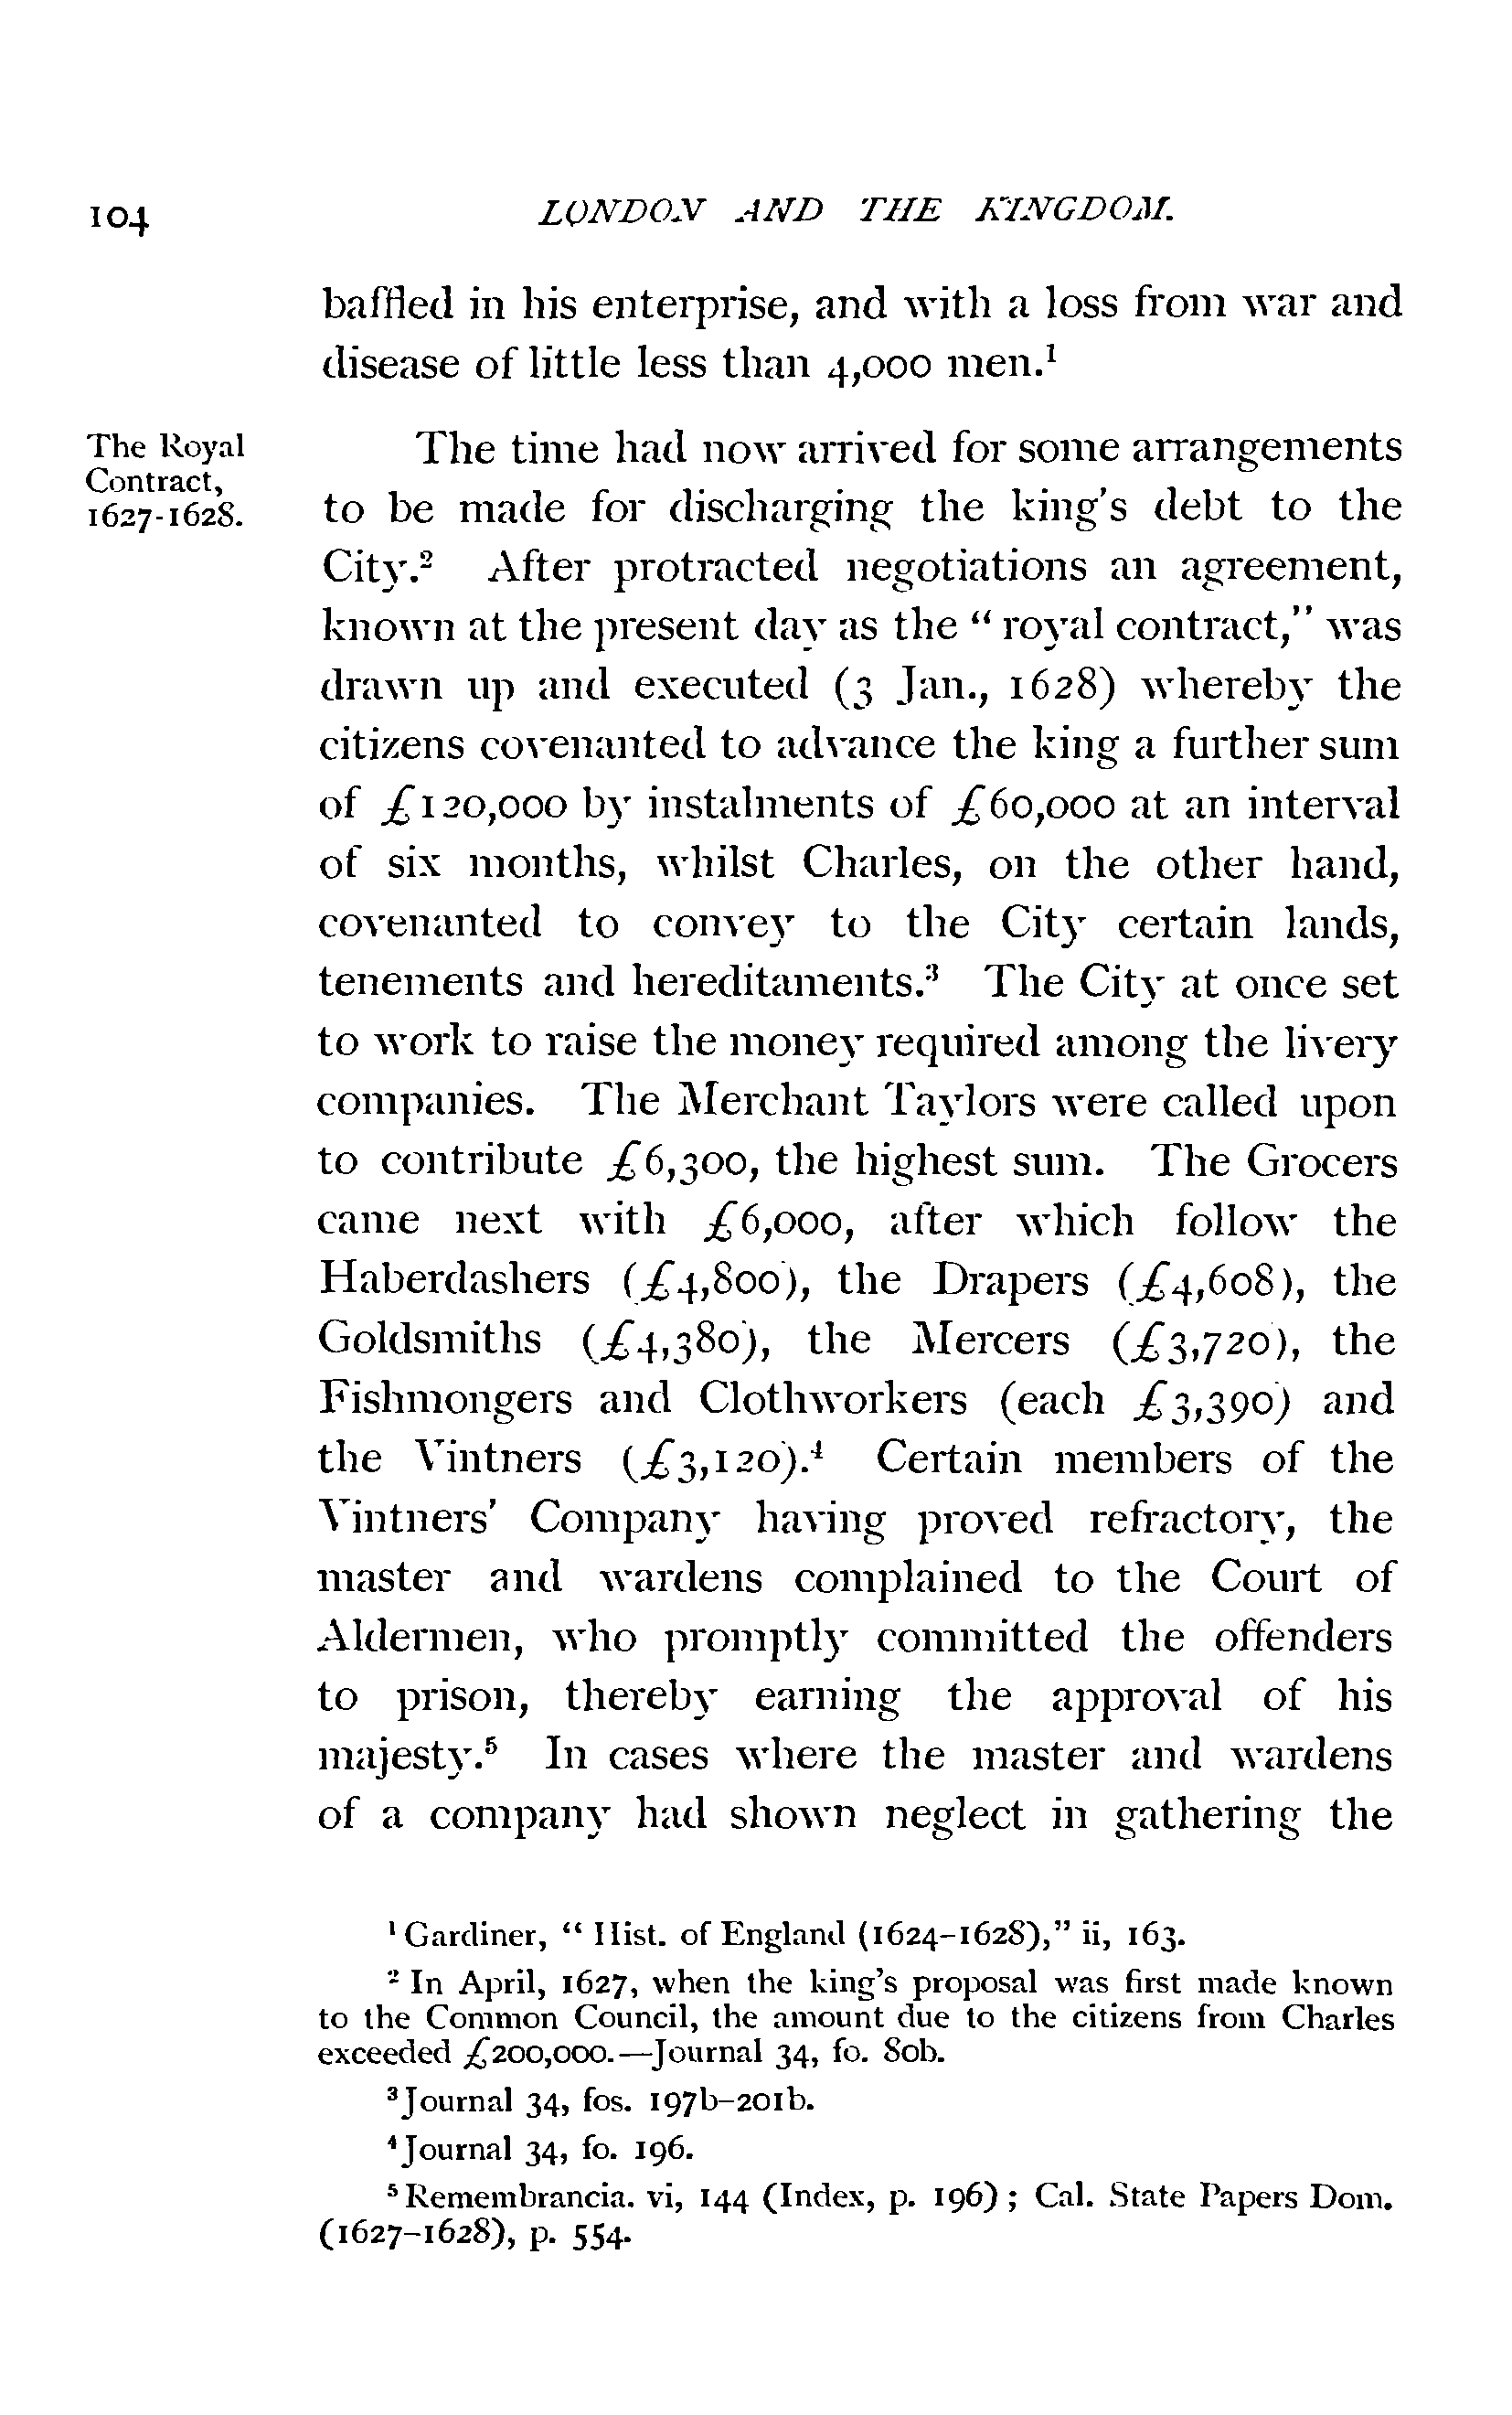 104
LONDON AND THE KINGDOM.
baffled in his enterprise, and with a loss from war and
disease of little less than 4,000 men.¹
The Royal
Contract,
1627-1628.
The time had now arrived for some arrangements
to be made for discharging the king's debt to the
City.² After protracted negotiations an agreement,
known at the present day as the “ royal contract,” was
drawn up and executed (3 Jan., 1628) whereby the
citizens covenanted to advance the king a further sum
of £120,000 by instalments of £60,000 at an interval
of six months, whilst Charles, on the other hand,
covenanted to convey to the City certain lands,
tenements and hereditaments.³ The City at once set
to work to raise the money required among the livery
companies. The Merchant Taylors were called upon
to contribute £6,300, the highest sum. The Grocers
came next with £6,000, after which follow the
Haberdashers (£4,800), the Drapers (£4,608), the
Goldsmiths (£4,380), the Mercers (£3,720), the
Fishmongers and Clothworkers (each £3,390) and
the Vintners (£3,120).⁴ Certain members of the
Vintners' Company having proved refractory, the
master and wardens complained to the Court of
Aldermen, who promptly committed the offenders
to prison, thereby earning the approval of his
majesty.⁵ In cases where the master and wardens
of a company had shown neglect in gathering the
¹ Gardiner, “ Hist. of England (1624-1628),” ii, 163.
² In April, 1627, when the king's proposal was first made known
to the Common Council, the amount due to the citizens from Charles
exceeded £200,000.—Journal 34, fo. 80b.
³ Journal 34, fos. 197b-201b.
⁴ Journal 34, fo. 196.
⁵ Remembrancia. vi, 144 (Index, p. 196) ; Cal. State Papers Dom.
(1627-1628), p. 554.